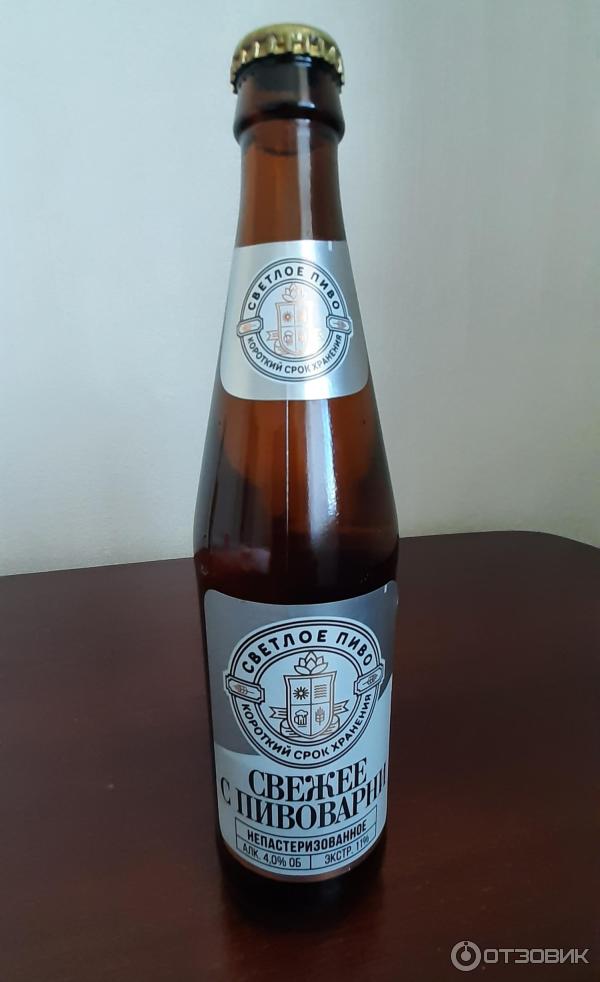 СВЕТЛОЕ ПИВО
КОРОТКИЙ СРОК ХРАНЕНИЯ
СВЕТЛОЕ ПИВО
КОРОТКИЙ СРОК ХРАНЕНИЯ
СВЕЖЕЕ
С ПИВОВАРНИ
НЕПАСТЕРИЗОВАННОЕ
АЛК. 4,0% ОБ ЭКСТР. 11%
ОТЗОВИК